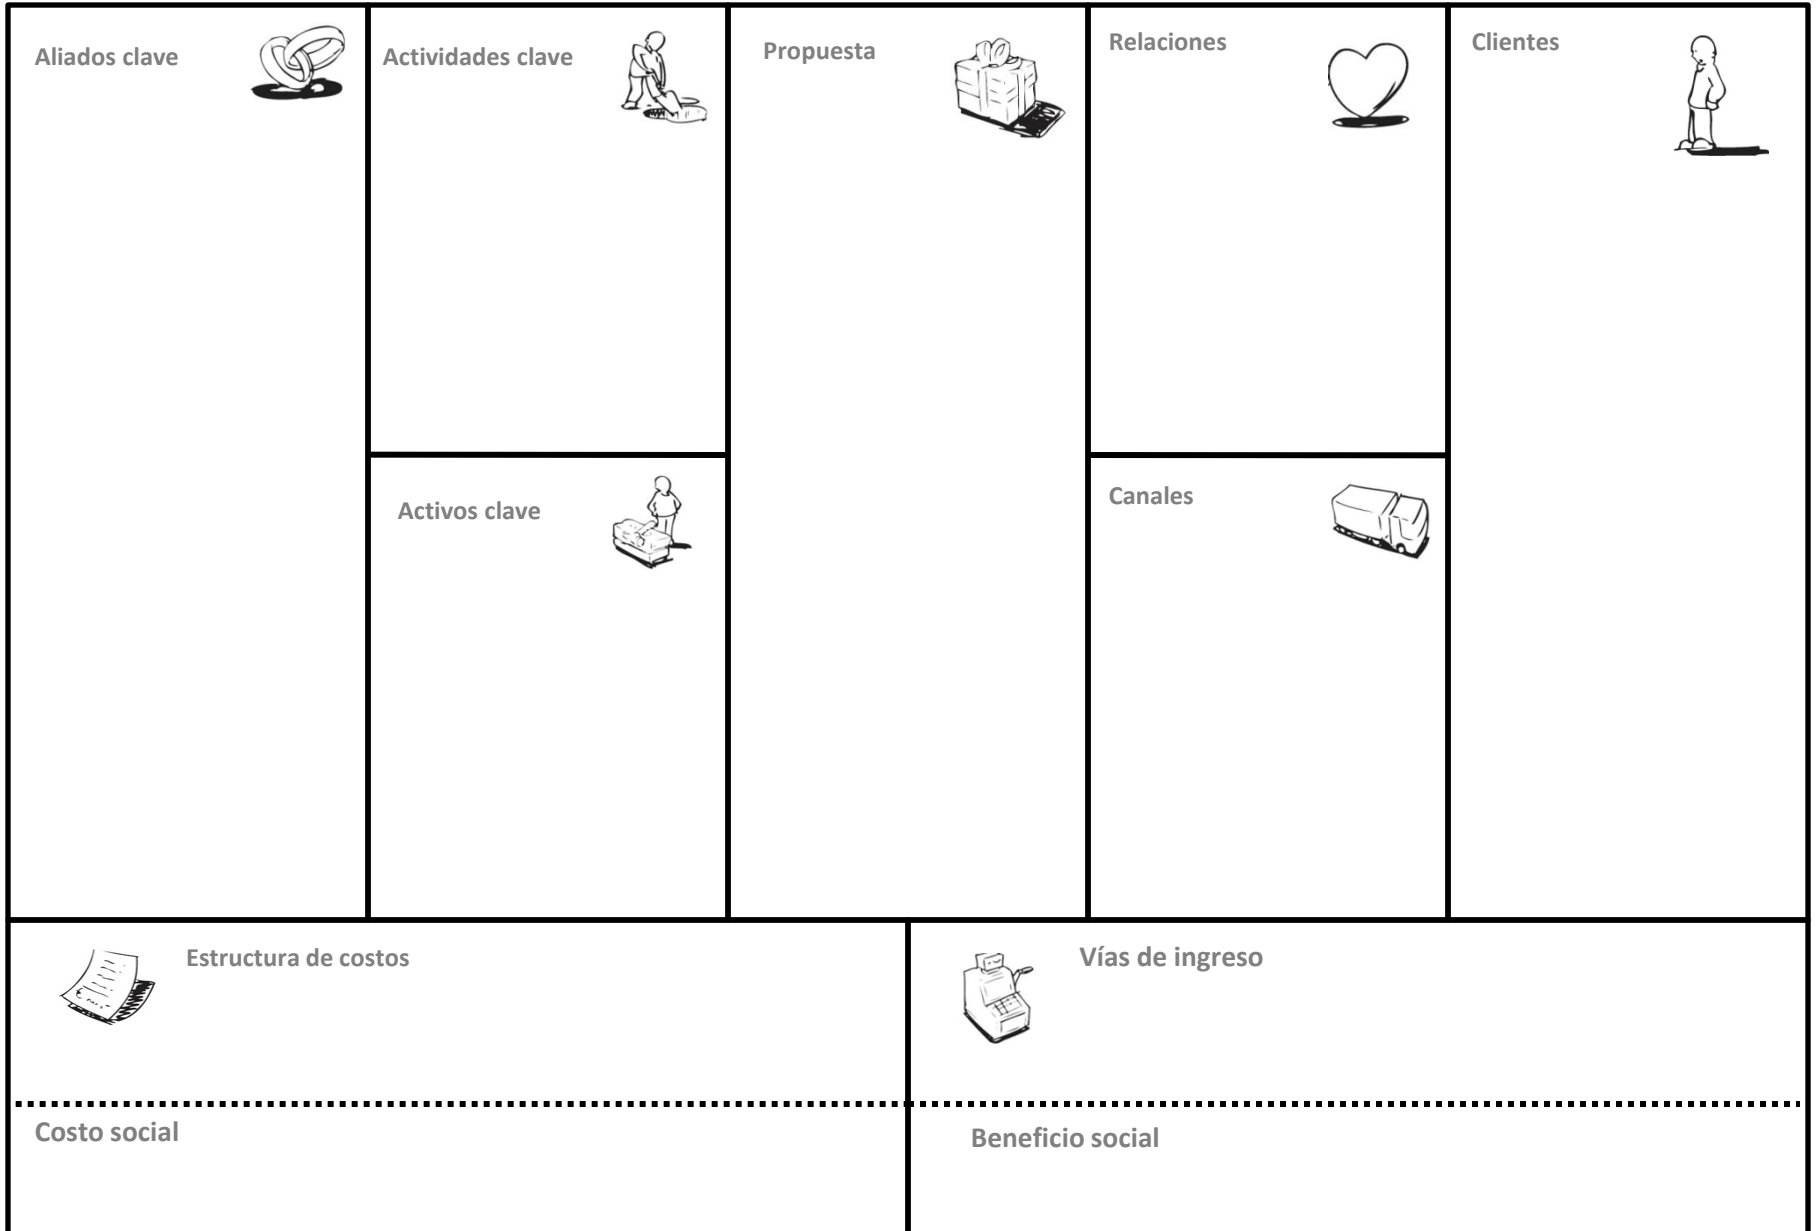 Aliados clave
Actividades clave
Propuesta
Relaciones
Clientes
Activos clave
Canales
Estructura de costos
Vías de ingreso
Costo social
Beneficio social